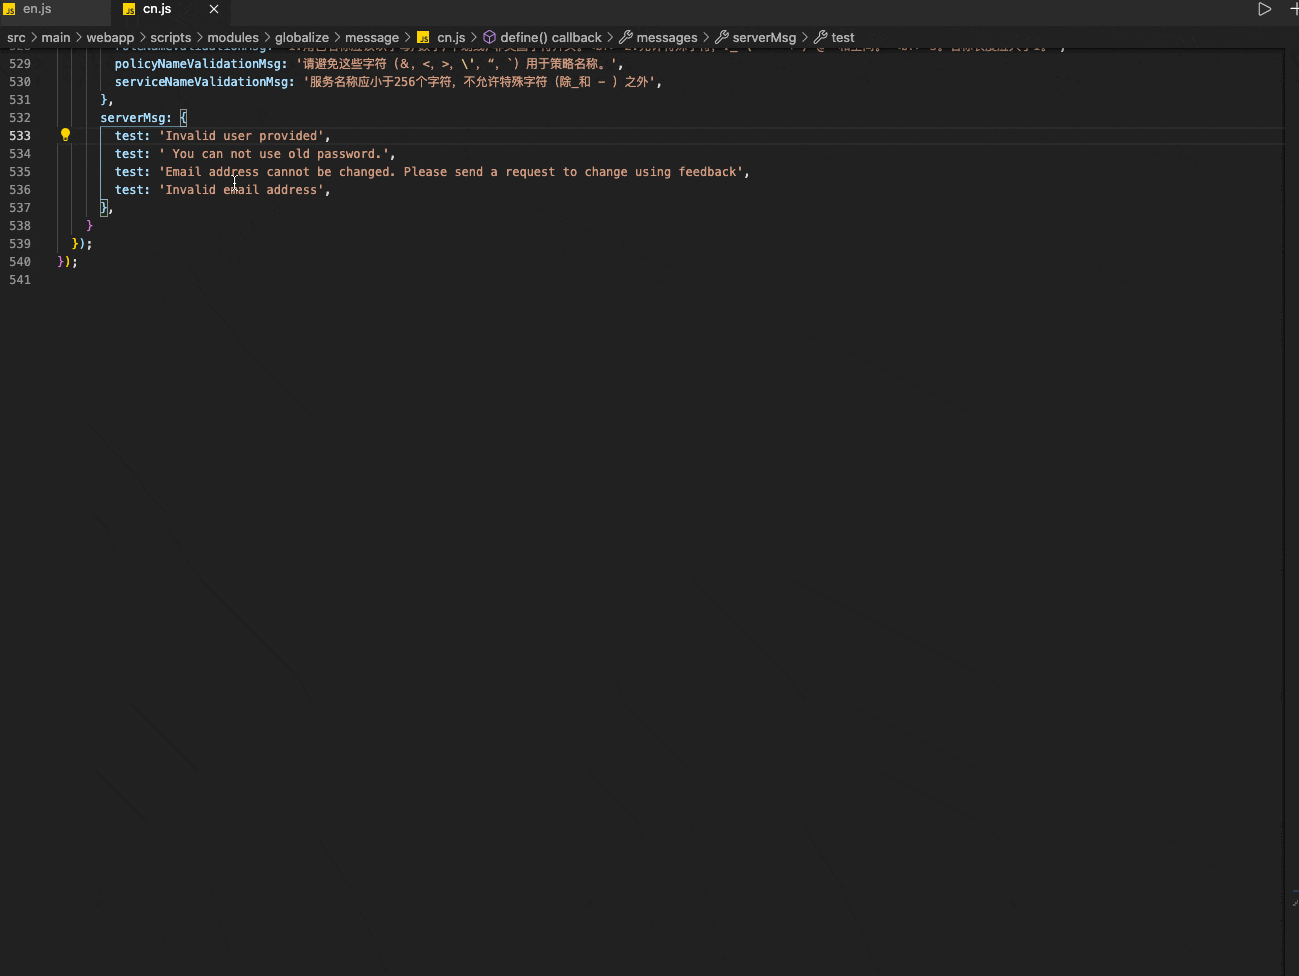 JS en.js
JS cn.js
src main webapp scripts modules globalize message JS cn.js define() callback messages serverMsg test
529 policyNameValidationMsg: '请避免这些字符（&，<，>，\'，“，`）用于策略名称。',
530 serviceNameValidationMsg: '服务名称应小于256个字符，不允许特殊字符（除_和 - ）之外',
531 },
532 serverMsg: {
533 test: 'Invalid user provided',
534 test: ' You can not use old password.',
535 test: 'Email address cannot be changed. Please send a request to change using feedback',
536 test: 'Invalid email address',
537 },
538 }
539 });
540 });
541